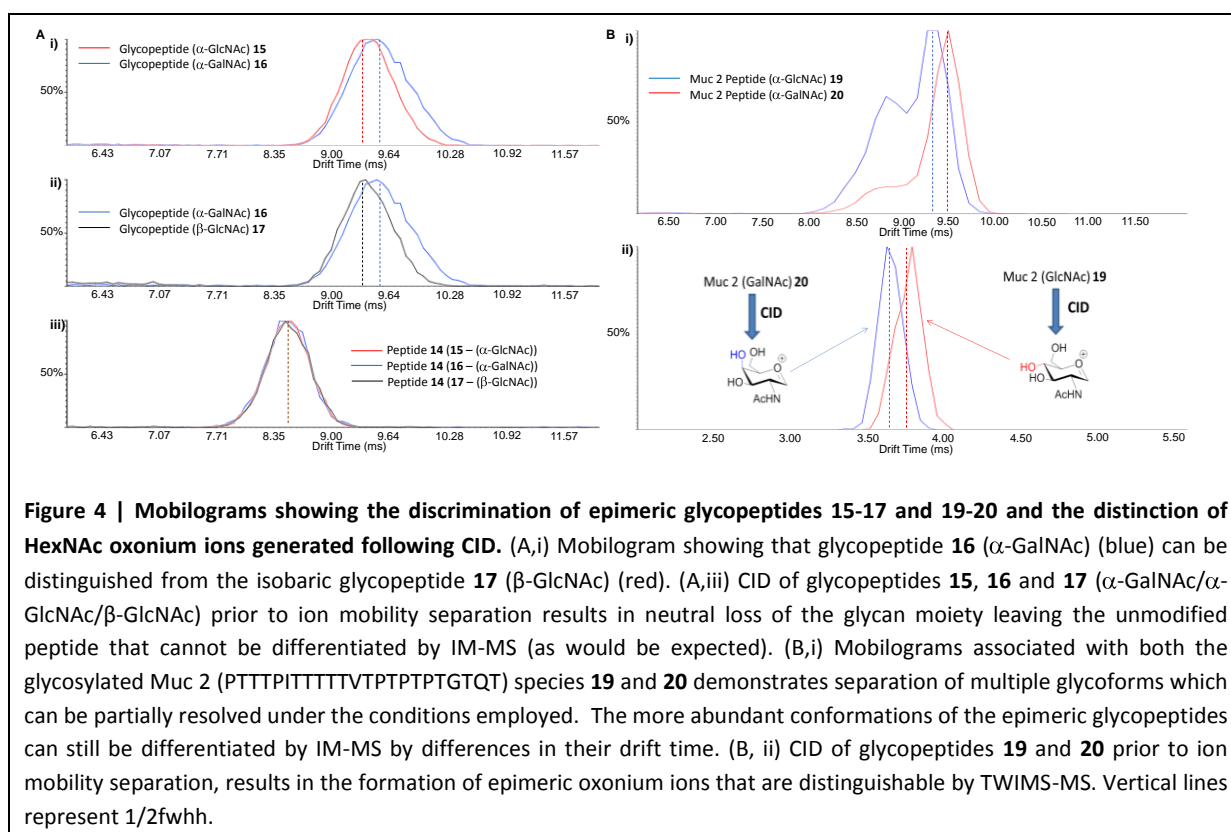 A
i)
Glycopeptide (α-GlcNAc) 15
Glycopeptide (α-GalNAc) 16
50%
6.43 7.07 7.71 8.35 9.00 9.64 10.28 10.92 11.57
Drift Time (ms)
ii)
Glycopeptide (α-GalNAc) 16
Glycopeptide (β-GlcNAc) 17
50%
6.43 7.07 7.71 8.35 9.00 9.64 10.28 10.92 11.57
Drift Time (ms)
iii)
Peptide 14 (15 – (α-GlcNAc))
Peptide 14 (16 – (α-GalNAc))
Peptide 14 (17 – (β-GlcNAc))
50%
6.43 7.07 7.71 8.35 9.00 9.64 10.28 10.92 11.57
Drift Time (ms)
B
i)
Muc 2 Peptide (α-GlcNAc) 19
Muc 2 Peptide (α-GalNAc) 20
50%
6.50 7.00 7.50 8.50 9.00 9.50 10.00 10.50 11.50
Drift Time (ms)
ii)
Muc 2 (GalNAc) 20
CID
HO OH
HO
AcHN
O
⊕
Muc 2 (GlcNAc) 19
CID
OH
HO
HO
AcHN
O
⊕
50%
2.50 3.00 3.50 4.00 4.50 5.00 5.50
Drift Time (ms)
Figure 4 | Mobilograms showing the discrimination of epimeric glycopeptides 15-17 and 19-20 and the distinction of
HexNAc oxonium ions generated following CID. (A,i) Mobilogram showing that glycopeptide 16 (α-GalNAc) (blue) can be
distinguished from the isobaric glycopeptide 17 (β-GlcNAc) (red). (A,iii) CID of glycopeptides 15, 16 and 17 (α-GalNAc/α-
GlcNAc/β-GlcNAc) prior to ion mobility separation results in neutral loss of the glycan moiety leaving the unmodified
peptide that cannot be differentiated by IM-MS (as would be expected). (B,i) Mobilograms associated with both the
glycosylated Muc 2 (PTTTPITTTTTVTPTPTPTGTQT) species 19 and 20 demonstrates separation of multiple glycoforms which
can be partially resolved under the conditions employed. The more abundant conformations of the epimeric glycopeptides
can still be differentiated by IM-MS by differences in their drift time. (B, ii) CID of glycopeptides 19 and 20 prior to ion
mobility separation, results in the formation of epimeric oxonium ions that are distinguishable by TWIMS-MS. Vertical lines
represent 1/2fwhh.